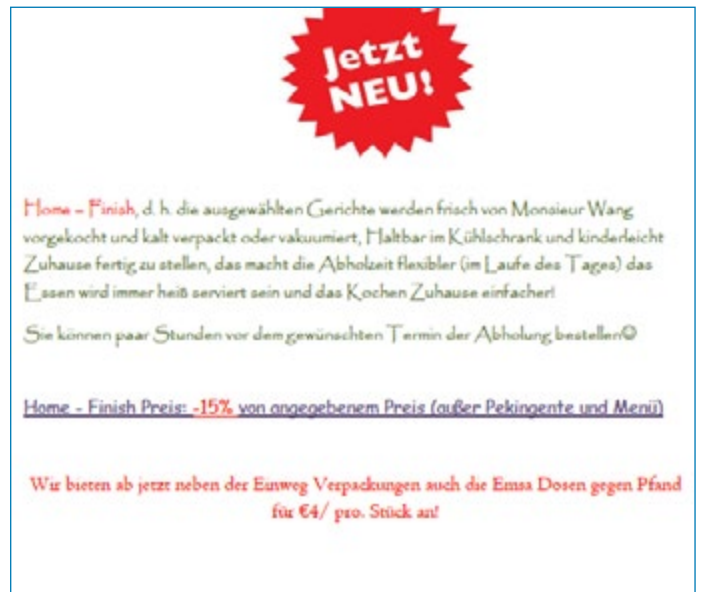 Jetzt
NEU!
Home – Finish, d. h. die ausgewählten Gerichte werden frisch von Monsieur Wang
vorgekocht und kalt verpackt oder vakuumiert, Haltbar im Kühlschrank und kinderleicht
Zuhause fertig zu stellen, das macht die Abholzeit flexibler (im Laufe des Tages) das
Essen wird immer heiß serviert sein und das Kochen Zuhause einfacher!
Sie können paar Stunden vor dem gewünschten Termin der Abholung bestellen☺
Home - Finish Preis: -15% von angegebenem Preis (außer Pekingente und Menü)
Wir bieten ab jetzt neben der Einweg Verpackungen auch die Emsa Dosen gegen Pfand
für €4/ pro. Stück an!